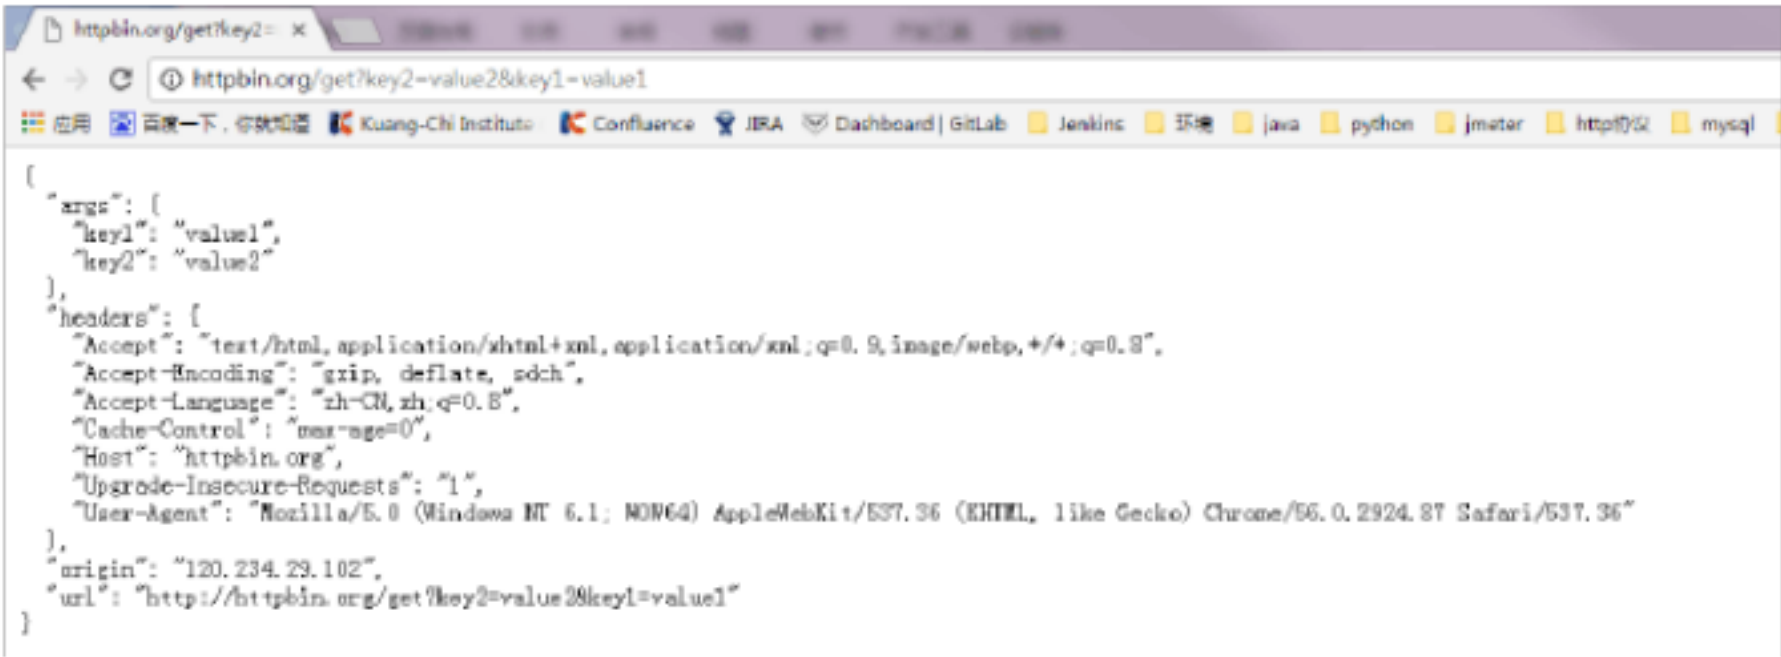 httpbin.org/get?key2=
httpbin.org/get?key2=value2&key1=value1
应用 百度一下，你就知道 Kuang-Chi Institute Confluence JIRA Dashboard | GitLab Jenkins 环境 java python jmeter http协议 mysql
{
"args": {
"key1": "value1",
"key2": "value2"
},
"headers": {
"Accept": "text/html,application/xhtml+xml,application/xml;q=0.9,image/webp,*/*;q=0.8",
"Accept-Encoding": "gzip, deflate, sdch",
"Accept-Language": "zh-CN,zh;q=0.8",
"Cache-Control": "max-age=0",
"Host": "httpbin.org",
"Upgrade-Insecure-Requests": "1",
"User-Agent": "Mozilla/5.0 (Windows NT 6.1; WOW64) AppleWebKit/537.36 (KHTML, like Gecko) Chrome/56.0.2924.87 Safari/537.36"
},
"origin": "120.234.29.102",
"url": "http://httpbin.org/get?key2=value2&key1=value1"
}